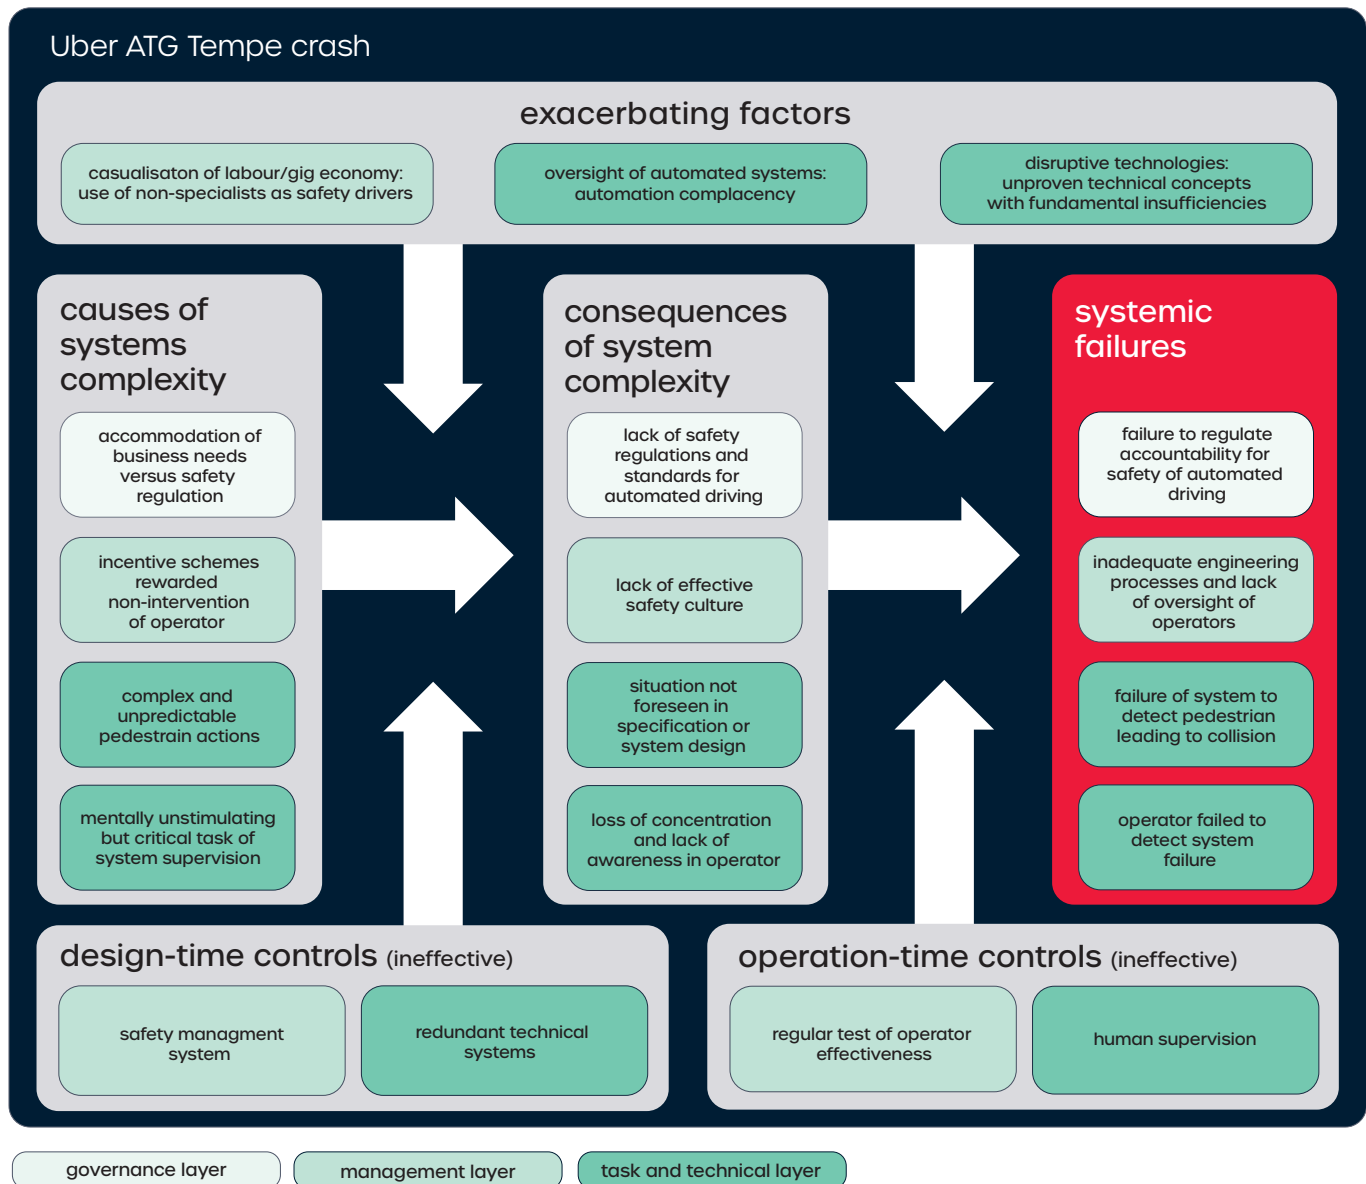 Uber ATG Tempe crash
exacerbating factors
casualisaton of labour/gig economy:
use of non-specialists as safety drivers
oversight of automated systems:
automation complacency
disruptive technologies:
unproven technical concepts
with fundamental insufficiencies
causes of
systems
complexity
accommodation of
business needs
versus safety
regulation
incentive schemes
rewarded
non-intervention
of operator
complex and
unpredictable
pedestrain actions
mentally unstimulating
but critical task of
system supervision
consequences
of system
complexity
lack of safety
regulations and
standards for
automated driving
lack of effective
safety culture
situation not
foreseen in
specification or
system design
loss of concentration
and lack of
awareness in operator
systemic
failures
failure to regulate
accountability for
safety of automated
driving
inadequate engineering
processes and lack
of oversight of
operators
failure of system to
detect pedestrian
leading to collision
operator failed to
detect system
failure
design-time controls (ineffective)
safety managment
system
redundant technical
systems
operation-time controls (ineffective)
regular test of operator
effectiveness
human supervision
governance layer
management layer
task and technical layer